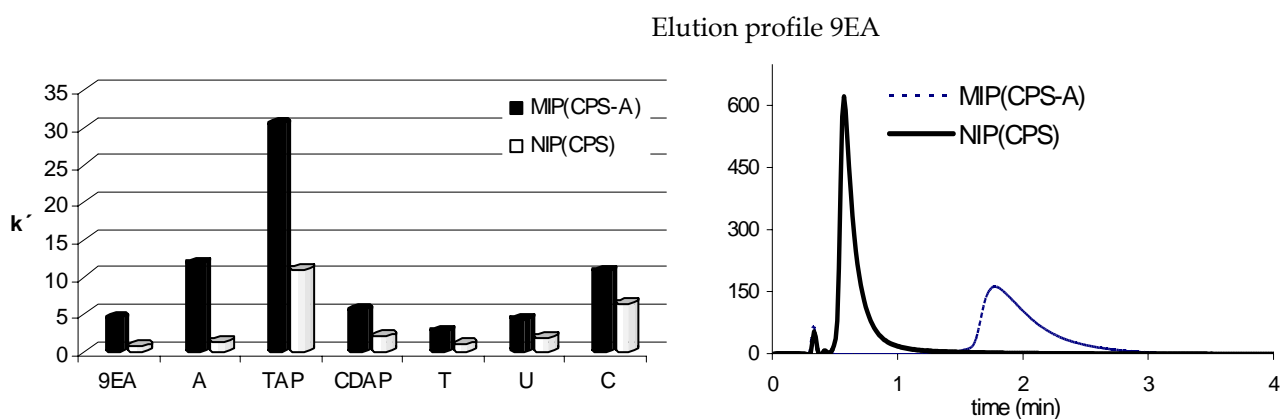 Elution profile 9EA
k´
35
30
25
20
15
10
5
0
MIP(CPS-A)
NIP(CPS)
9EA A TAP CDAP T U C
600
450
300
150
0
MIP(CPS-A)
NIP(CPS)
0 1 2 3 4
time (min)